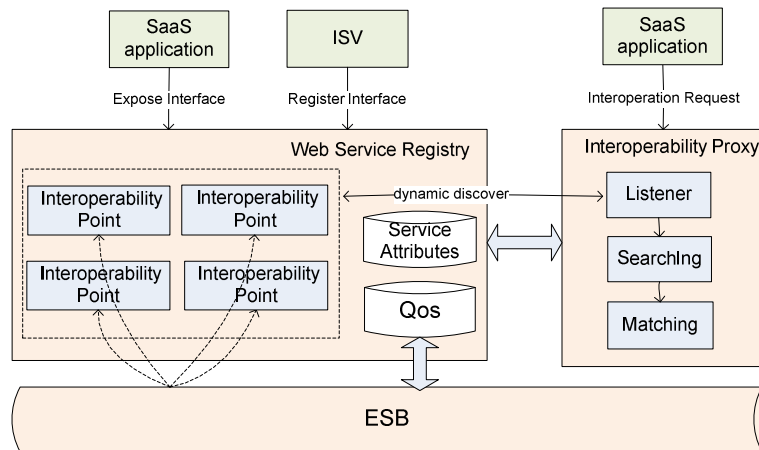 SaaS
application
ISV
SaaS
application
Expose Interface
Register Interface
Interoperation Request
Web Service Registry
Interoperability Proxy
Interoperability
Point
Interoperability
Point
dynamic discover
Listener
Service
Attributes
SearchIng
Interoperability
Point
Interoperability
Point
Qos
Matching
ESB